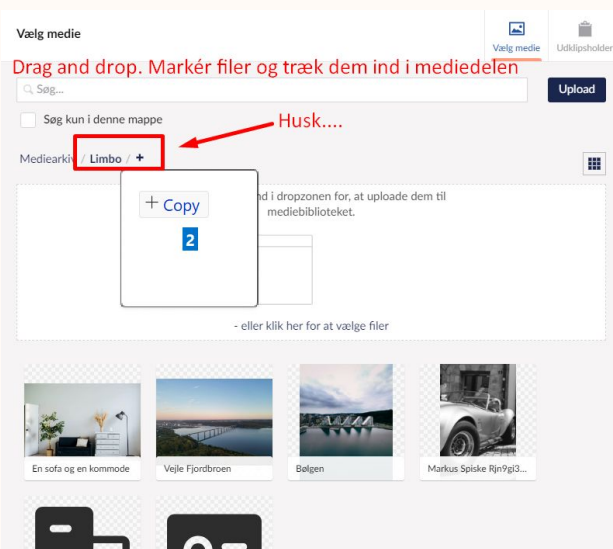 Vælg medie
Vælg medie
Udklipsholder
Drag and drop. Markér filer og træk dem ind i mediedelen
Søg...
Upload
Søg kun i denne mappe
Husk....
Mediearkiv / Limbo / +
i dropzonen for, at uploade dem til
mediebiblioteket.
+ Copy
2
- eller klik her for at vælge filer
En sofa og en kommode
Vejle Fjordbroen
Bølgen
Markus Spiske Rjn9gi3...